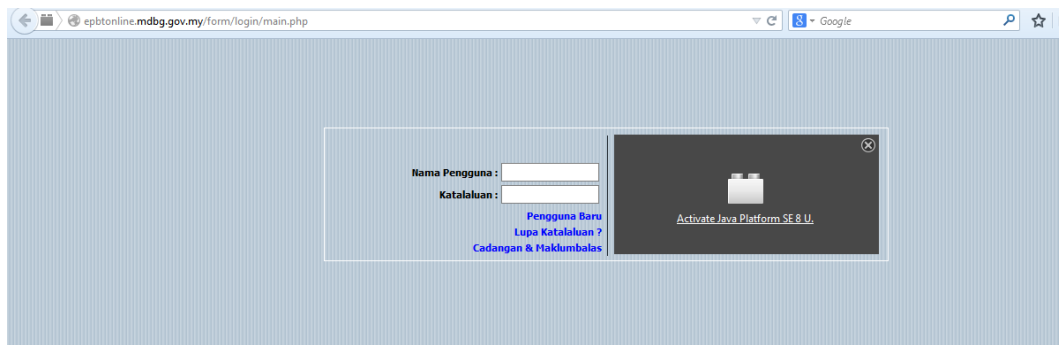 epbtonline.mdbg.gov.my/form/login/main.php
8 Google
Nama Pengguna :
Katalaluan :
Pengguna Baru
Lupa Katalaluan ?
Cadangan & Maklumbalas
Activate Java Platform SE 8 U.